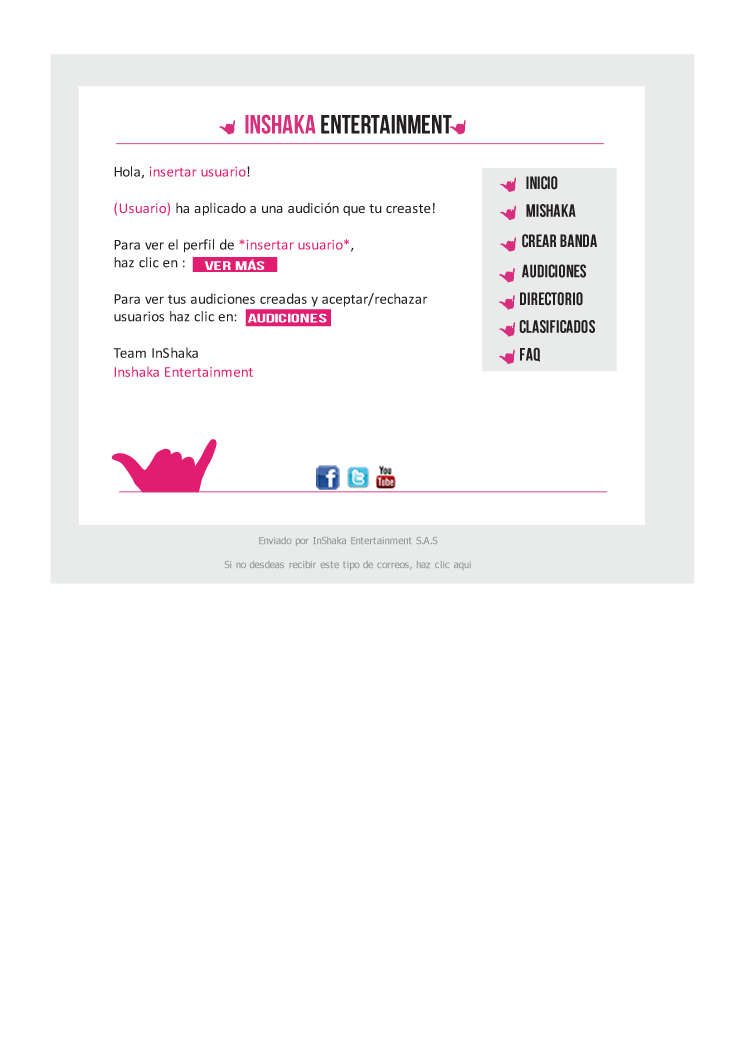 INSHAKA ENTERTAINMENT
Hola, insertar usuario!
(Usuario) ha aplicado a una audición que tu creaste!
Para ver el perfil de *insertar usuario*,
haz clic en : VER MÁS
Para ver tus audiciones creadas y aceptar/rechazar
usuarios haz clic en: AUDICIONES
Team InShaka
Inshaka Entertainment
INICIO
MISHAKA
CREAR BANDA
AUDICIONES
DIRECTORIO
CLASIFICADOS
FAQ
You
Tube
Enviado por InShaka Entertainment S.A.S
Si no desdeas recibir este tipo de correos, haz clic aqui